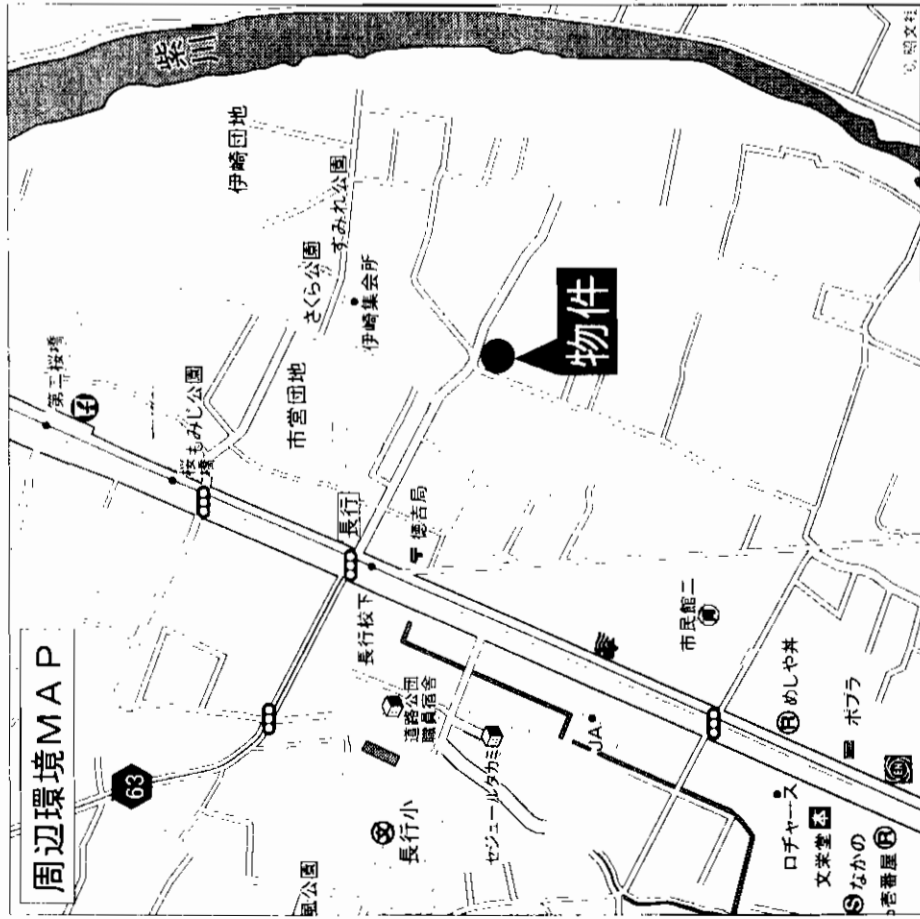 周辺環境MAP
紫川
63
第二桜橋
桜もみじ公園
橋
伊崎団地
さくら公園
すみれ公園
伊崎集会所
市営団地
長行
徳吉局
長行校下
物件
道路公団
職員宿舎
セジュールタカミ
長行小
JA
市民館二
めしや丼
ポプラ
ロチャース
文栄堂
本
なかの
壱番屋